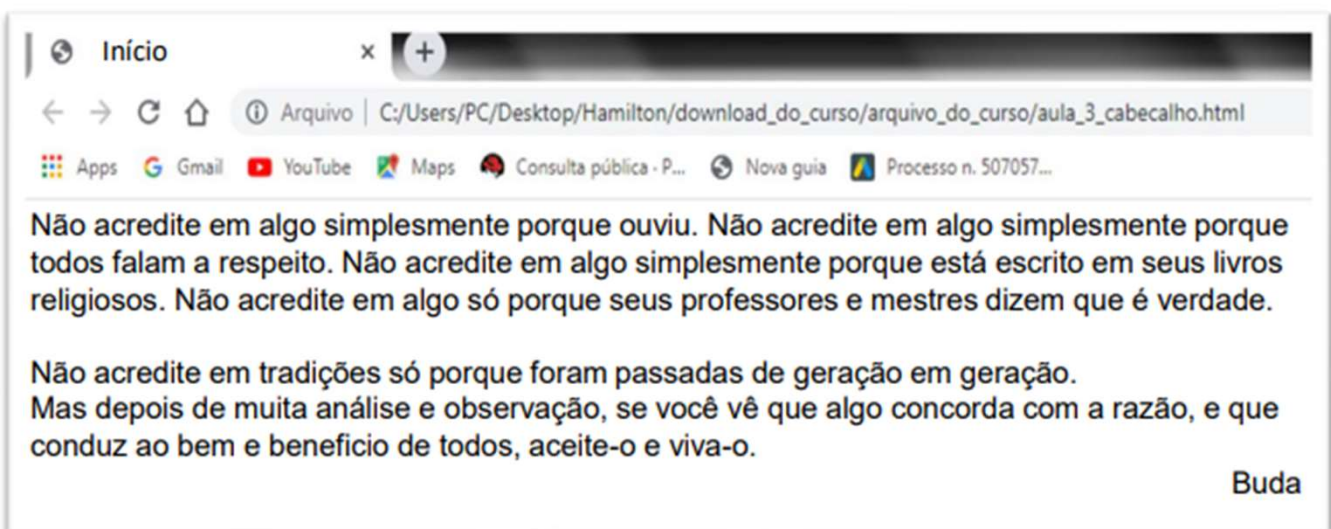 Início × +
Arquivo | C:/Users/PC/Desktop/Hamilton/download_do_curso/arquivo_do_curso/aula_3_cabecalho.html
Apps Gmail YouTube Maps Consulta pública - P... Nova guia Processo n. 507057...
Não acredite em algo simplesmente porque ouviu. Não acredite em algo simplesmente porque
todos falam a respeito. Não acredite em algo simplesmente porque está escrito em seus livros
religiosos. Não acredite em algo só porque seus professores e mestres dizem que é verdade.
Não acredite em tradições só porque foram passadas de geração em geração.
Mas depois de muita análise e observação, se você vê que algo concorda com a razão, e que
conduz ao bem e beneficio de todos, aceite-o e viva-o.
Buda